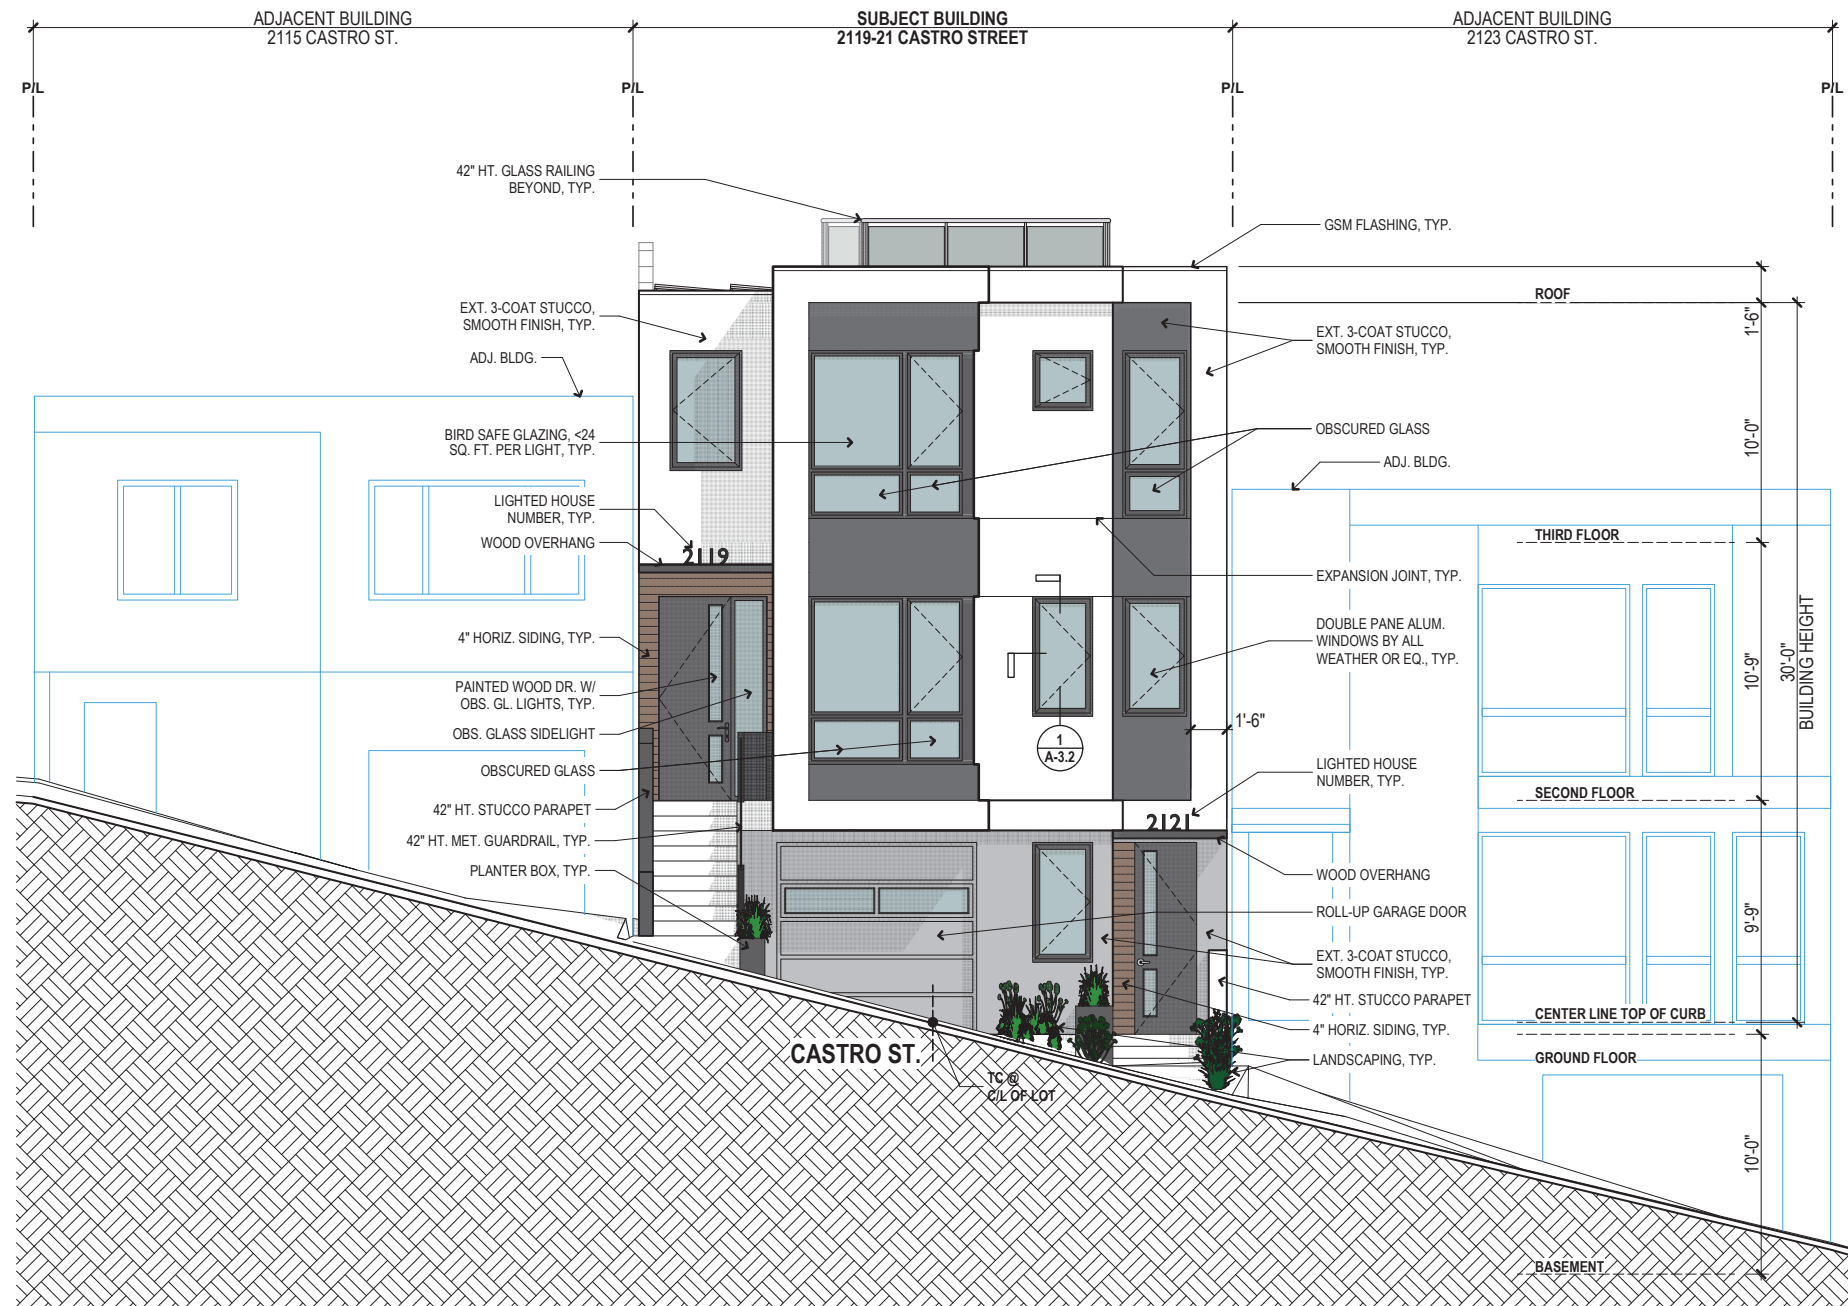 ADJACENT BUILDING
2115 CASTRO ST.
SUBJECT BUILDING
2119-21 CASTRO STREET
ADJACENT BUILDING
2123 CASTRO ST.
P/L
P/L
P/L
P/L
42" HT. GLASS RAILING
BEYOND, TYP.
EXT. 3-COAT STUCCO,
SMOOTH FINISH, TYP.
ADJ. BLDG.
BIRD SAFE GLAZING, <24
SQ. FT. PER LIGHT, TYP.
LIGHTED HOUSE
NUMBER, TYP.
WOOD OVERHANG
2119
4" HORIZ. SIDING, TYP.
PAINTED WOOD DR. W/
OBS. GL. LIGHTS, TYP.
OBS. GLASS SIDELIGHT
OBSCURED GLASS
42" HT. STUCCO PARAPET
42" HT. MET. GUARDRAIL, TYP.
PLANTER BOX, TYP.
1
A-3.2
2121
CASTRO ST.
TC @
C/L OF LOT
GSM FLASHING, TYP.
EXT. 3-COAT STUCCO,
SMOOTH FINISH, TYP.
OBSCURED GLASS
ADJ. BLDG.
EXPANSION JOINT, TYP.
DOUBLE PANE ALUM.
WINDOWS BY ALL
WEATHER OR EQ., TYP.
1'-6"
LIGHTED HOUSE
NUMBER, TYP.
WOOD OVERHANG
ROLL-UP GARAGE DOOR
EXT. 3-COAT STUCCO,
SMOOTH FINISH, TYP.
42" HT. STUCCO PARAPET
4" HORIZ. SIDING, TYP.
LANDSCAPING, TYP.
ROOF
THIRD FLOOR
SECOND FLOOR
CENTER LINE TOP OF CURB
GROUND FLOOR
BASEMENT
1'-6"
10'-0"
10'-9"
9'-9"
10'-0"
30'-0"
BUILDING HEIGHT